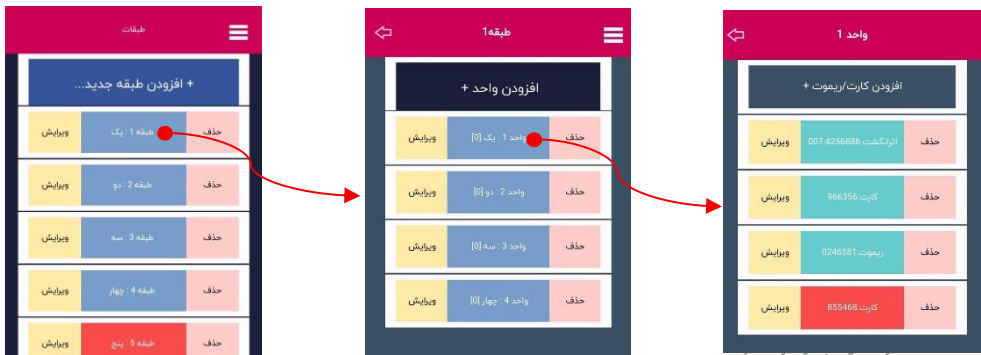 طبقات
+ افزودن طبقه جدید...
حذف طبقه 1 : یک ویرایش
حذف طبقه 2 : دو ویرایش
حذف طبقه 3 : سه ویرایش
حذف طبقه 4 : چهار ویرایش
حذف طبقه 5 : پنج ویرایش
طبقه1
افزودن واحد +
حذف واحد 1 : یک [0] ویرایش
حذف واحد 2 : دو [0] ویرایش
حذف واحد 3 : سه [0] ویرایش
حذف واحد 4 : چهار [0] ویرایش
واحد 1
افزودن کارت/ریموت +
حذف اثرانگشت 007:4256886 ویرایش
حذف کارت:966356 ویرایش
حذف ریموت:0246581 ویرایش
حذف کارت:855468 ویرایش